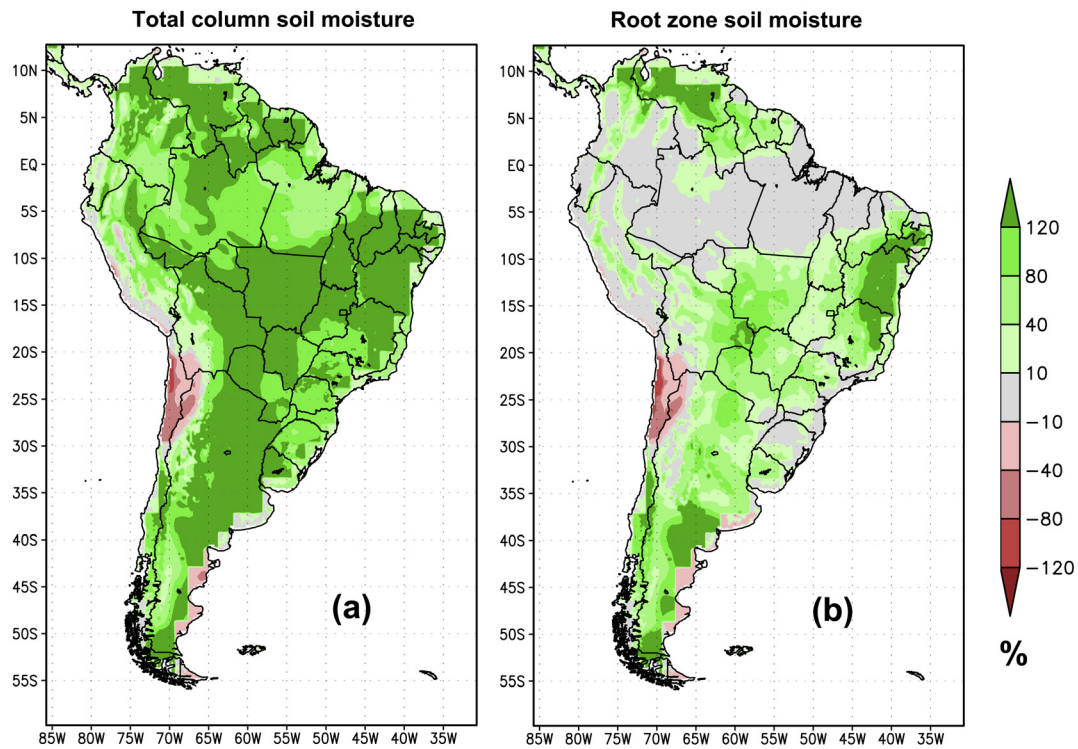 Total column soil moisture
Root zone soil moisture
10N
5N
EQ
5S
10S
15S
20S
25S
30S
35S
40S
45S
50S
55S
(a)
85W 80W 75W 70W 65W 60W 55W 50W 45W 40W 35W
10N
5N
EQ
5S
10S
15S
20S
25S
30S
35S
40S
45S
50S
55S
(b)
85W 80W 75W 70W 65W 60W 55W 50W 45W 40W 35W
120
80
40
10
−10
−40
−80
−120
%